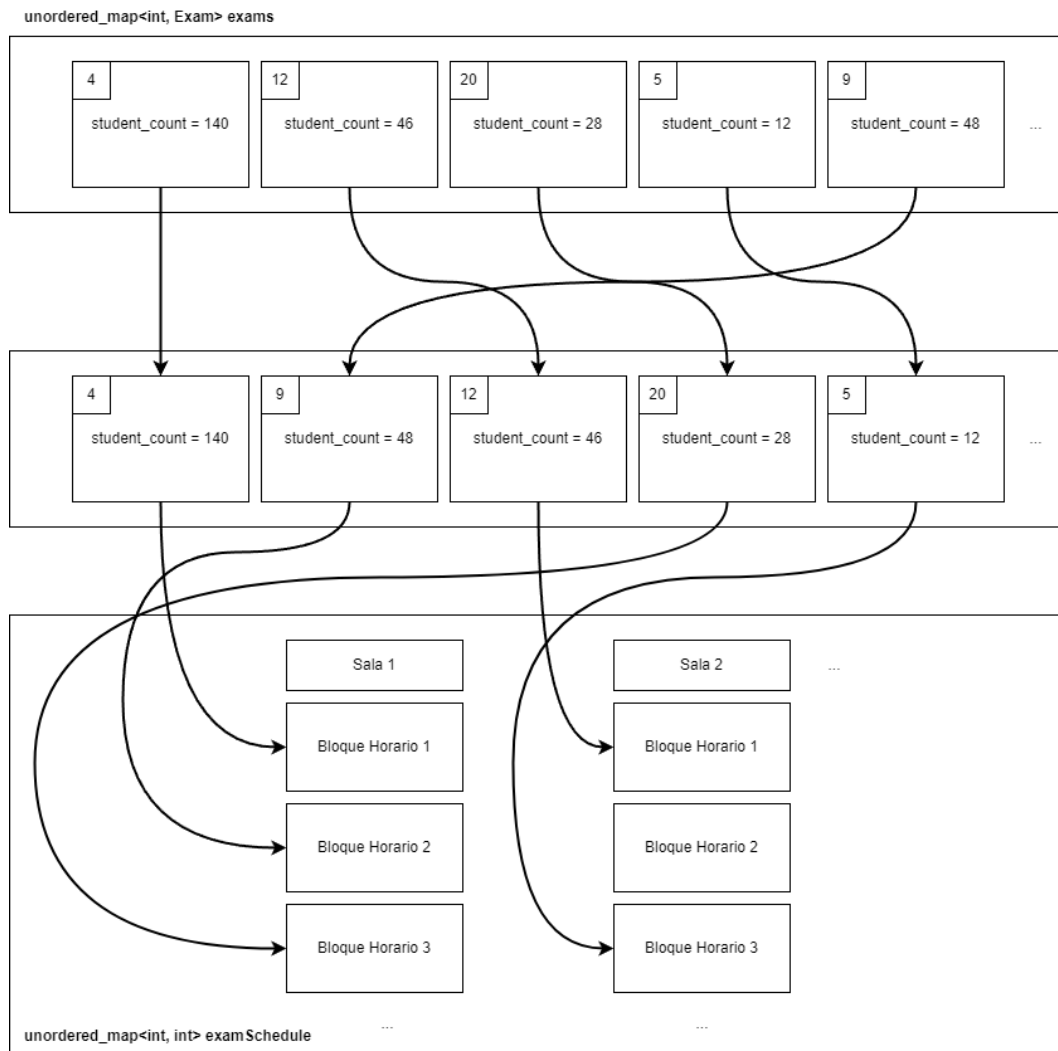 unordered_map<int, Exam> exams
4
12
20
5
9
student_count = 140
student_count = 46
student_count = 28
student_count = 12
student_count = 48
...
4
9
12
20
5
student_count = 140
student_count = 48
student_count = 46
student_count = 28
student_count = 12
...
Sala 1
Sala 2
...
Bloque Horario 1
Bloque Horario 1
Bloque Horario 2
Bloque Horario 2
Bloque Horario 3
Bloque Horario 3
...
...
unordered_map<int, int> examSchedule